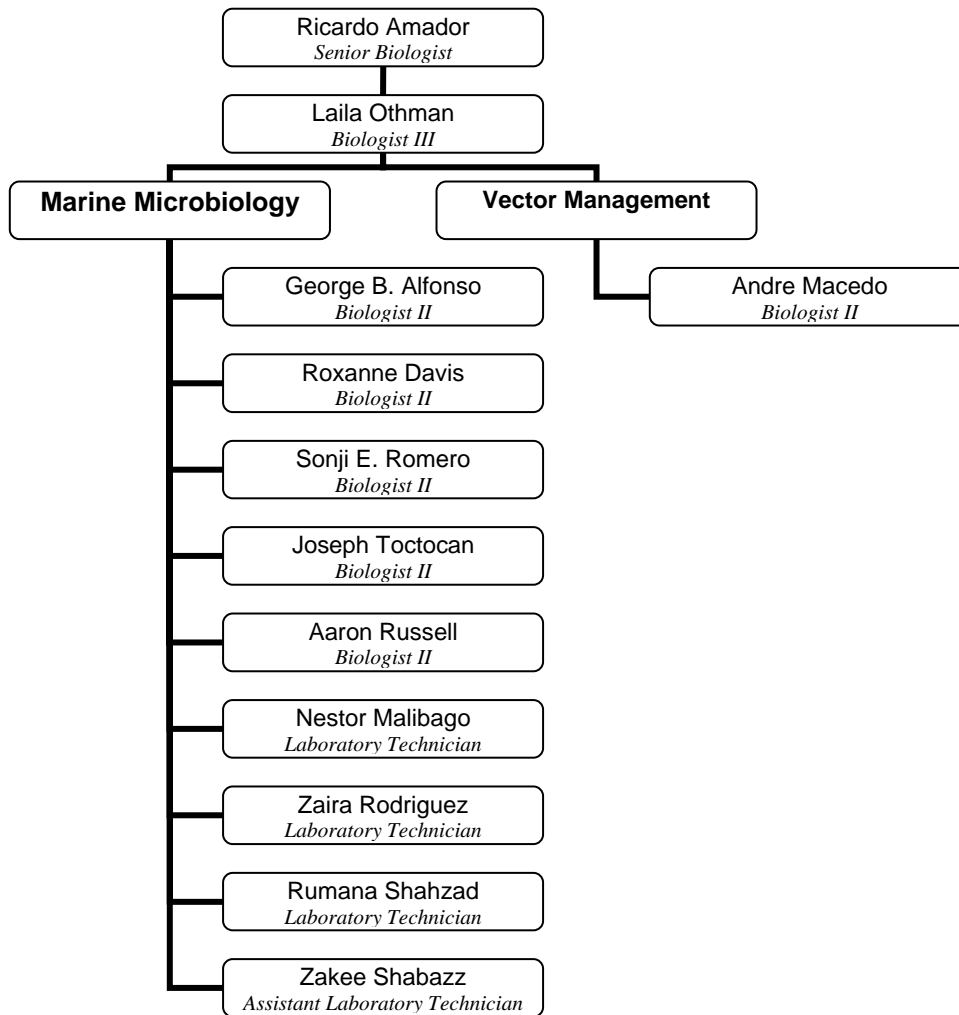 Ricardo Amador
Senior Biologist
Laila Othman
Biologist III
Marine Microbiology
Vector Management
George B. Alfonso
Biologist II
Andre Macedo
Biologist II
Roxanne Davis
Biologist II
Sonji E. Romero
Biologist II
Joseph Toctocan
Biologist II
Aaron Russell
Biologist II
Nestor Malibago
Laboratory Technician
Zaira Rodriguez
Laboratory Technician
Rumana Shahzad
Laboratory Technician
Zakee Shabazz
Assistant Laboratory Technician